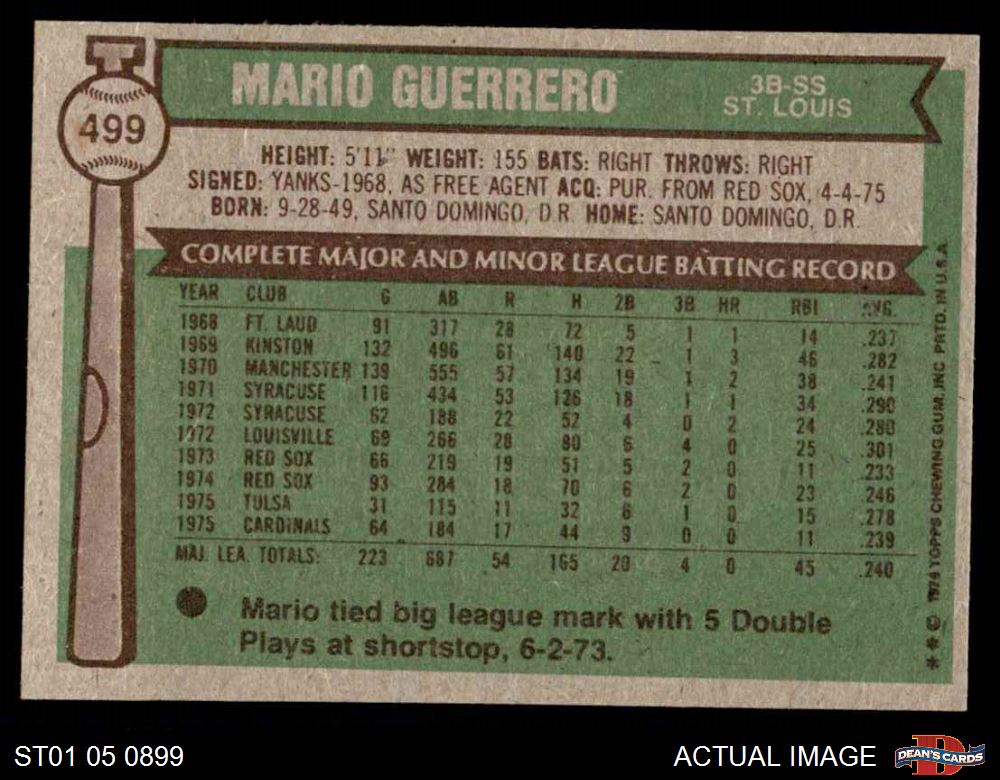 MARIO GUERRERO
3B-SS
ST. LOUIS
499
HEIGHT: 5'11" WEIGHT: 155 BATS: RIGHT THROWS: RIGHT
SIGNED: YANKS-1968, AS FREE AGENT ACQ: PUR. FROM RED SOX, 4-4-75
BORN: 9-28-49, SANTO DOMINGO, D.R. HOME: SANTO DOMINGO, D.R.
COMPLETE MAJOR AND MINOR LEAGUE BATTING RECORD
YEAR CLUB G AB R H 2B 3B HR RBI AVG.
1968 FT. LAUD 91 317 28 72 5 1 1 14 .237
1969 KINSTON 132 496 61 140 22 1 3 46 .282
1970 MANCHESTER 139 555 57 134 19 1 2 38 .241
1971 SYRACUSE 116 434 53 126 18 1 1 34 .290
1972 SYRACUSE 62 188 22 52 4 0 2 24 .280
1972 LOUISVILLE 69 266 28 80 6 4 0 25 .301
1973 RED SOX 66 219 19 51 5 2 0 11 .233
1974 RED SOX 93 284 18 70 6 2 0 23 .246
1975 TULSA 31 115 11 32 6 1 0 15 .278
1975 CARDINALS 64 184 17 44 9 0 0 11 .239
MAJ. LEA. TOTALS: 223 687 54 165 20 4 0 45 .240
Mario tied big league mark with 5 Double
Plays at shortstop, 6-2-73.
** © 1976 TOPPS CHEWING GUM, INC PRTD. IN U.S.A.
ST01 05 0899
ACTUAL IMAGE
DEAN'S CARDS